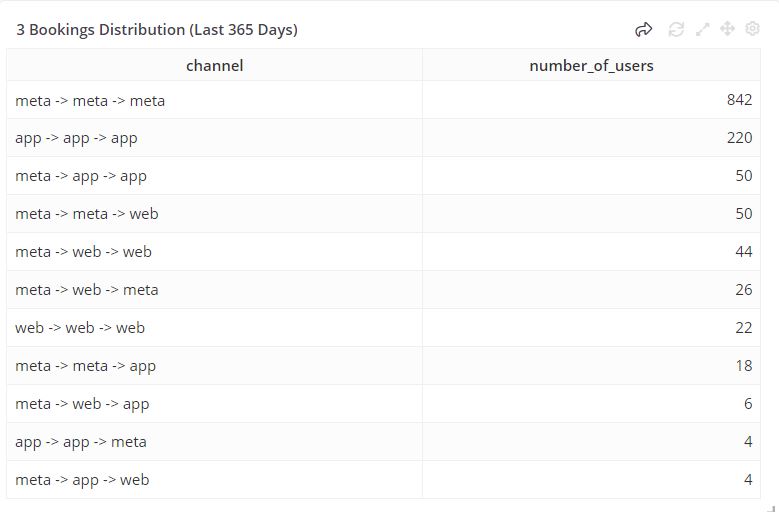 3 Bookings Distribution (Last 365 Days)
channel number_of_users
meta -> meta -> meta 842
app -> app -> app 220
meta -> app -> app 50
meta -> meta -> web 50
meta -> web -> web 44
meta -> web -> meta 26
web -> web -> web 22
meta -> meta -> app 18
meta -> web -> app 6
app -> app -> meta 4
meta -> app -> web 4